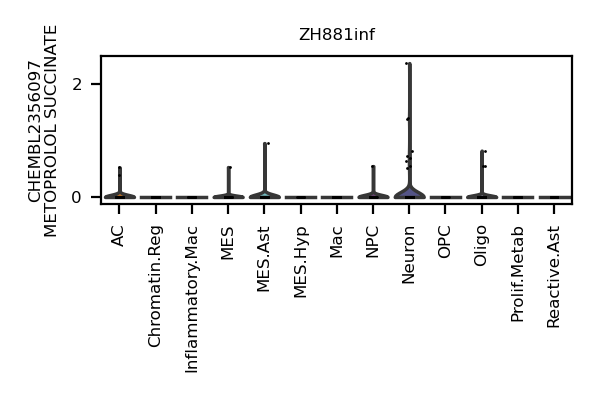 ZH881inf
CHEMBL2356097
METOPROLOL SUCCINATE
2
0
AC
Chromatin.Reg
Inflammatory.Mac
MES
MES.Ast
MES.Hyp
Mac
NPC
Neuron
OPC
Oligo
Prolif.Metab
Reactive.Ast